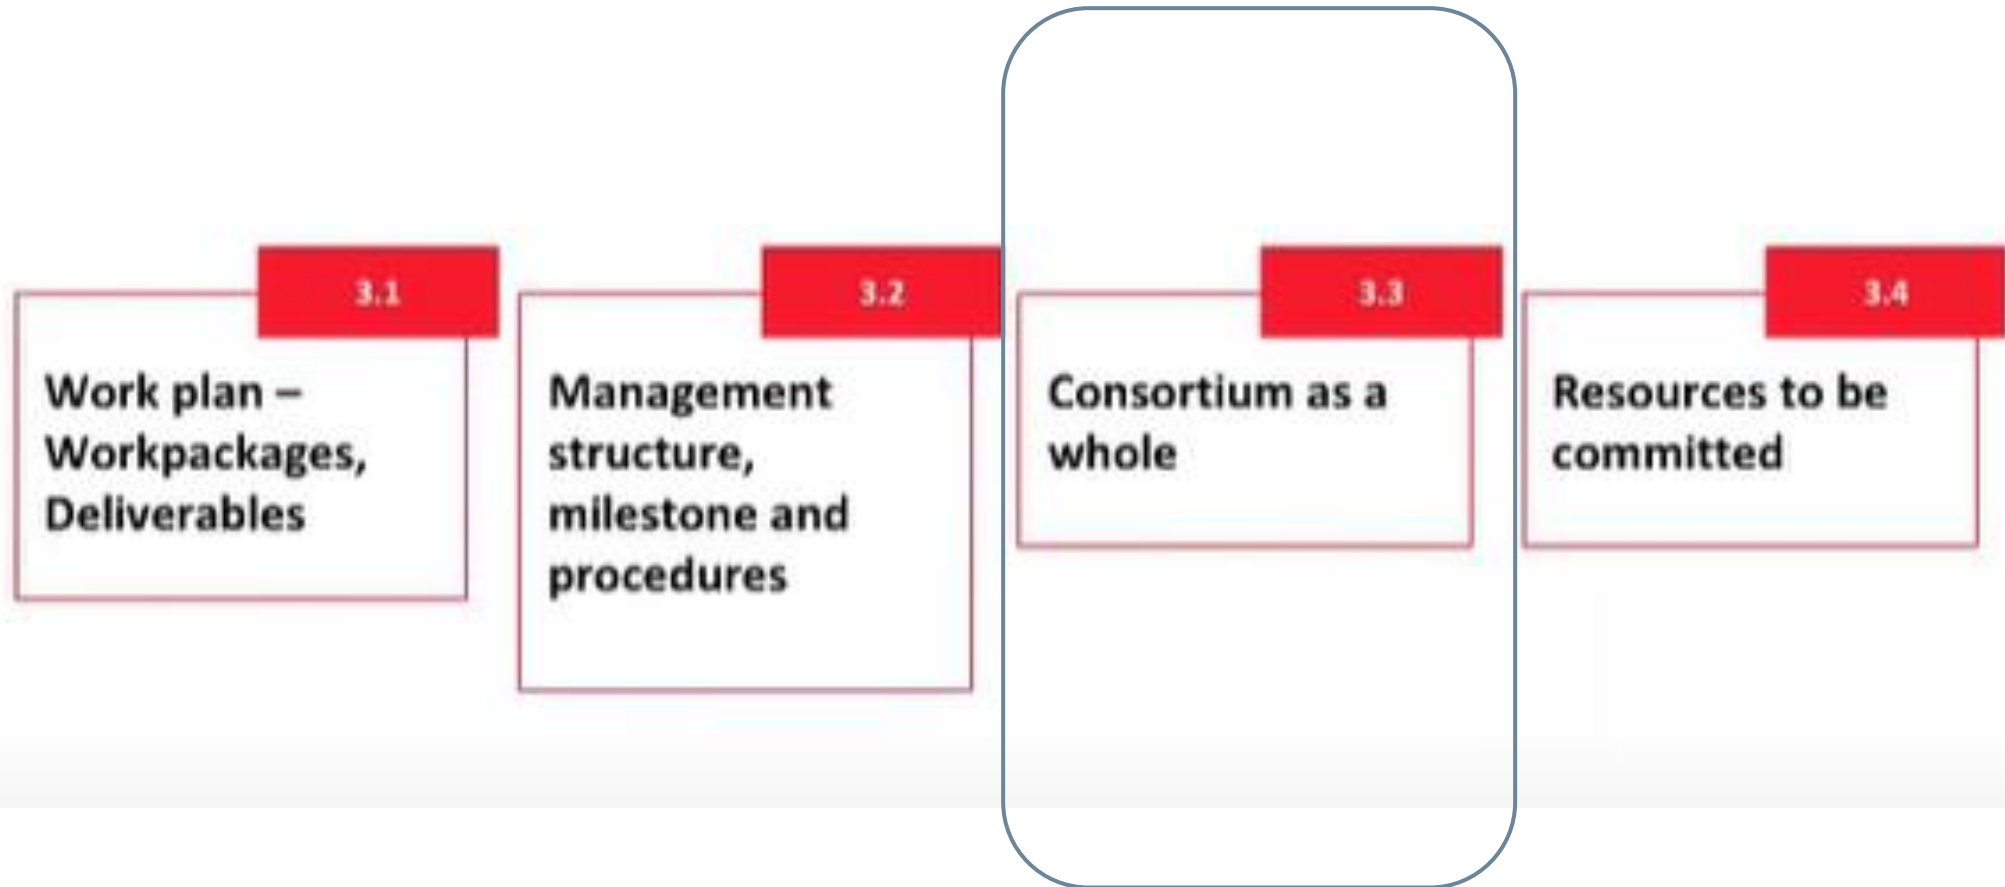 3.1
Work plan –
Workpackages,
Deliverables
3.2
Management
structure,
milestone and
procedures
3.3
Consortium as a
whole
3.4
Resources to be
committed